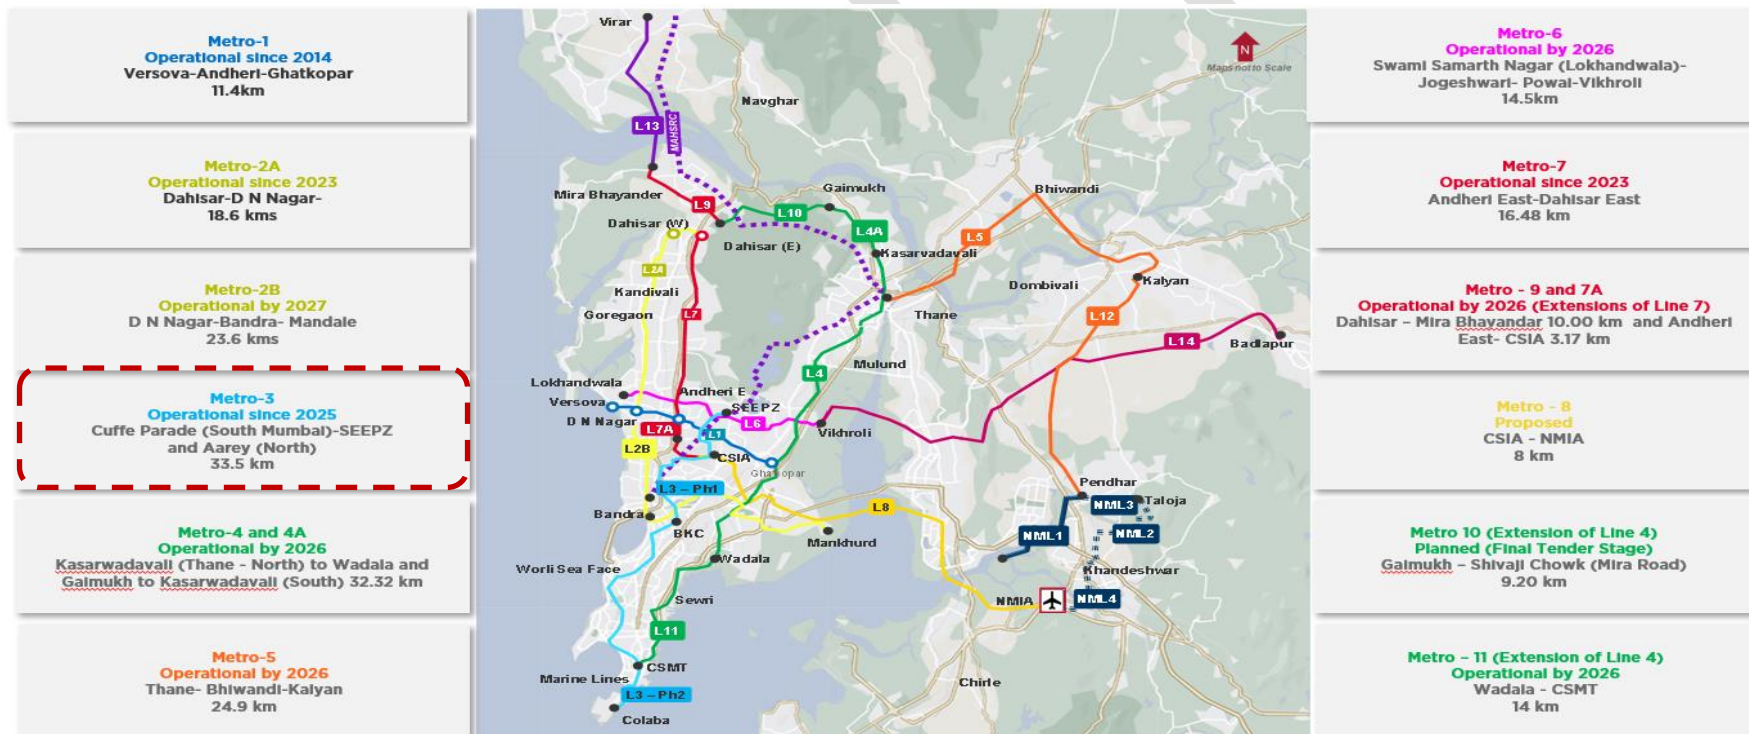 Metro-1
Operational since 2014
Versova-Andheri-Ghatkopar
11.4km
Metro-2A
Operational since 2023
Dahisar-D N Nagar-
18.6 kms
Metro-2B
Operational by 2027
D N Nagar-Bandra- Mandale
23.6 kms
Metro-3
Operational since 2025
Cuffe Parade (South Mumbai)-SEEPZ
and Aarey (North)
33.5 km
Metro-4 and 4A
Operational by 2026
Kasarwadavali (Thane - North) to Wadala and
Gaimukh to Kasarwadavali (South) 32.32 km
Metro-5
Operational by 2026
Thane- Bhiwandi-Kalyan
24.9 km
Virar
N
Maps not to Scale
Navghar
L13
MAHSRC
Mira Bhayander
Gaimukh
Bhiwandi
L9
L10
Dahisar (W)
L4A
L5
Dahisar (E)
Kasarvadavali
L2A
Kandivali
Kalyan
Dombivali
Goregaon
L7
Thane
L12
L14
Badlapur
Mulund
L4
Lokhandwala
Andheri E
Versova
SEEPZ
D N Nagar
L6
L7A
L1
Vikhroli
L2B
CSIA
Ghatkopar
L3 – Ph1
Pendhar
NML3
Taloja
Bandra
L8
BKC
NML1
NML2
Mankhurd
Wadala
Worli Sea Face
Khandeshwar
Sewri
NMIA
NML4
L11
CSMT
Marine Lines
L3 – Ph2
Chirle
Colaba
Metro-6
Operational by 2026
Swami Samarth Nagar (Lokhandwala)-
Jogeshwari- Powai-Vikhroli
14.5km
Metro-7
Operational since 2023
Andheri East-Dahisar East
16.48 km
Metro - 9 and 7A
Operational by 2026 (Extensions of Line 7)
Dahisar – Mira Bhayandar 10.00 km and Andheri
East- CSIA 3.17 km
Metro - 8
Proposed
CSIA - NMIA
8 km
Metro 10 (Extension of Line 4)
Planned (Final Tender Stage)
Gaimukh – Shivaji Chowk (Mira Road)
9.20 km
Metro – 11 (Extension of Line 4)
Operational by 2026
Wadala - CSMT
14 km